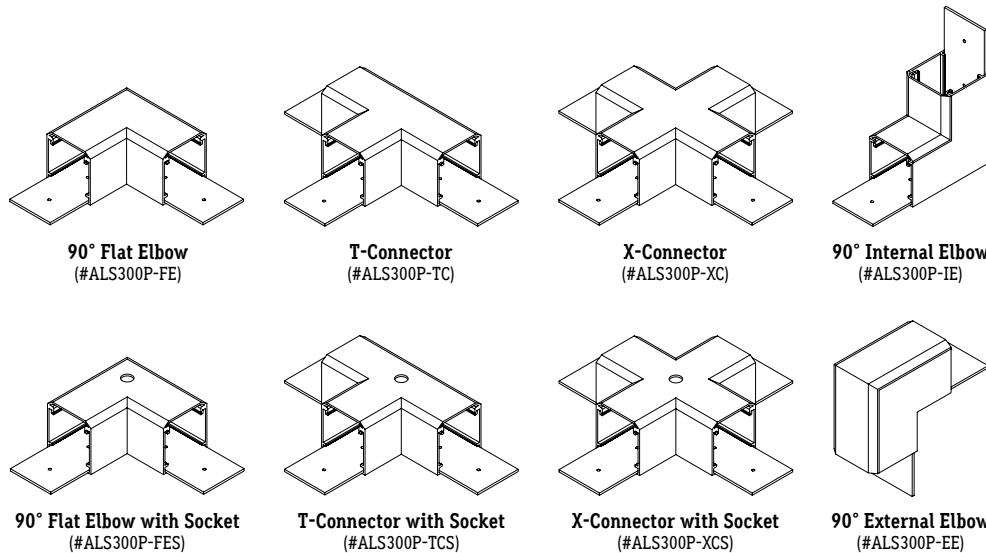 90° Flat Elbow
(#ALS300P-FE)
T-Connector
(#ALS300P-TC)
X-Connector
(#ALS300P-XC)
90° Internal Elbow
(#ALS300P-IE)
90° Flat Elbow with Socket
(#ALS300P-FES)
T-Connector with Socket
(#ALS300P-TCS)
X-Connector with Socket
(#ALS300P-XCS)
90° External Elbow
(#ALS300P-EE)